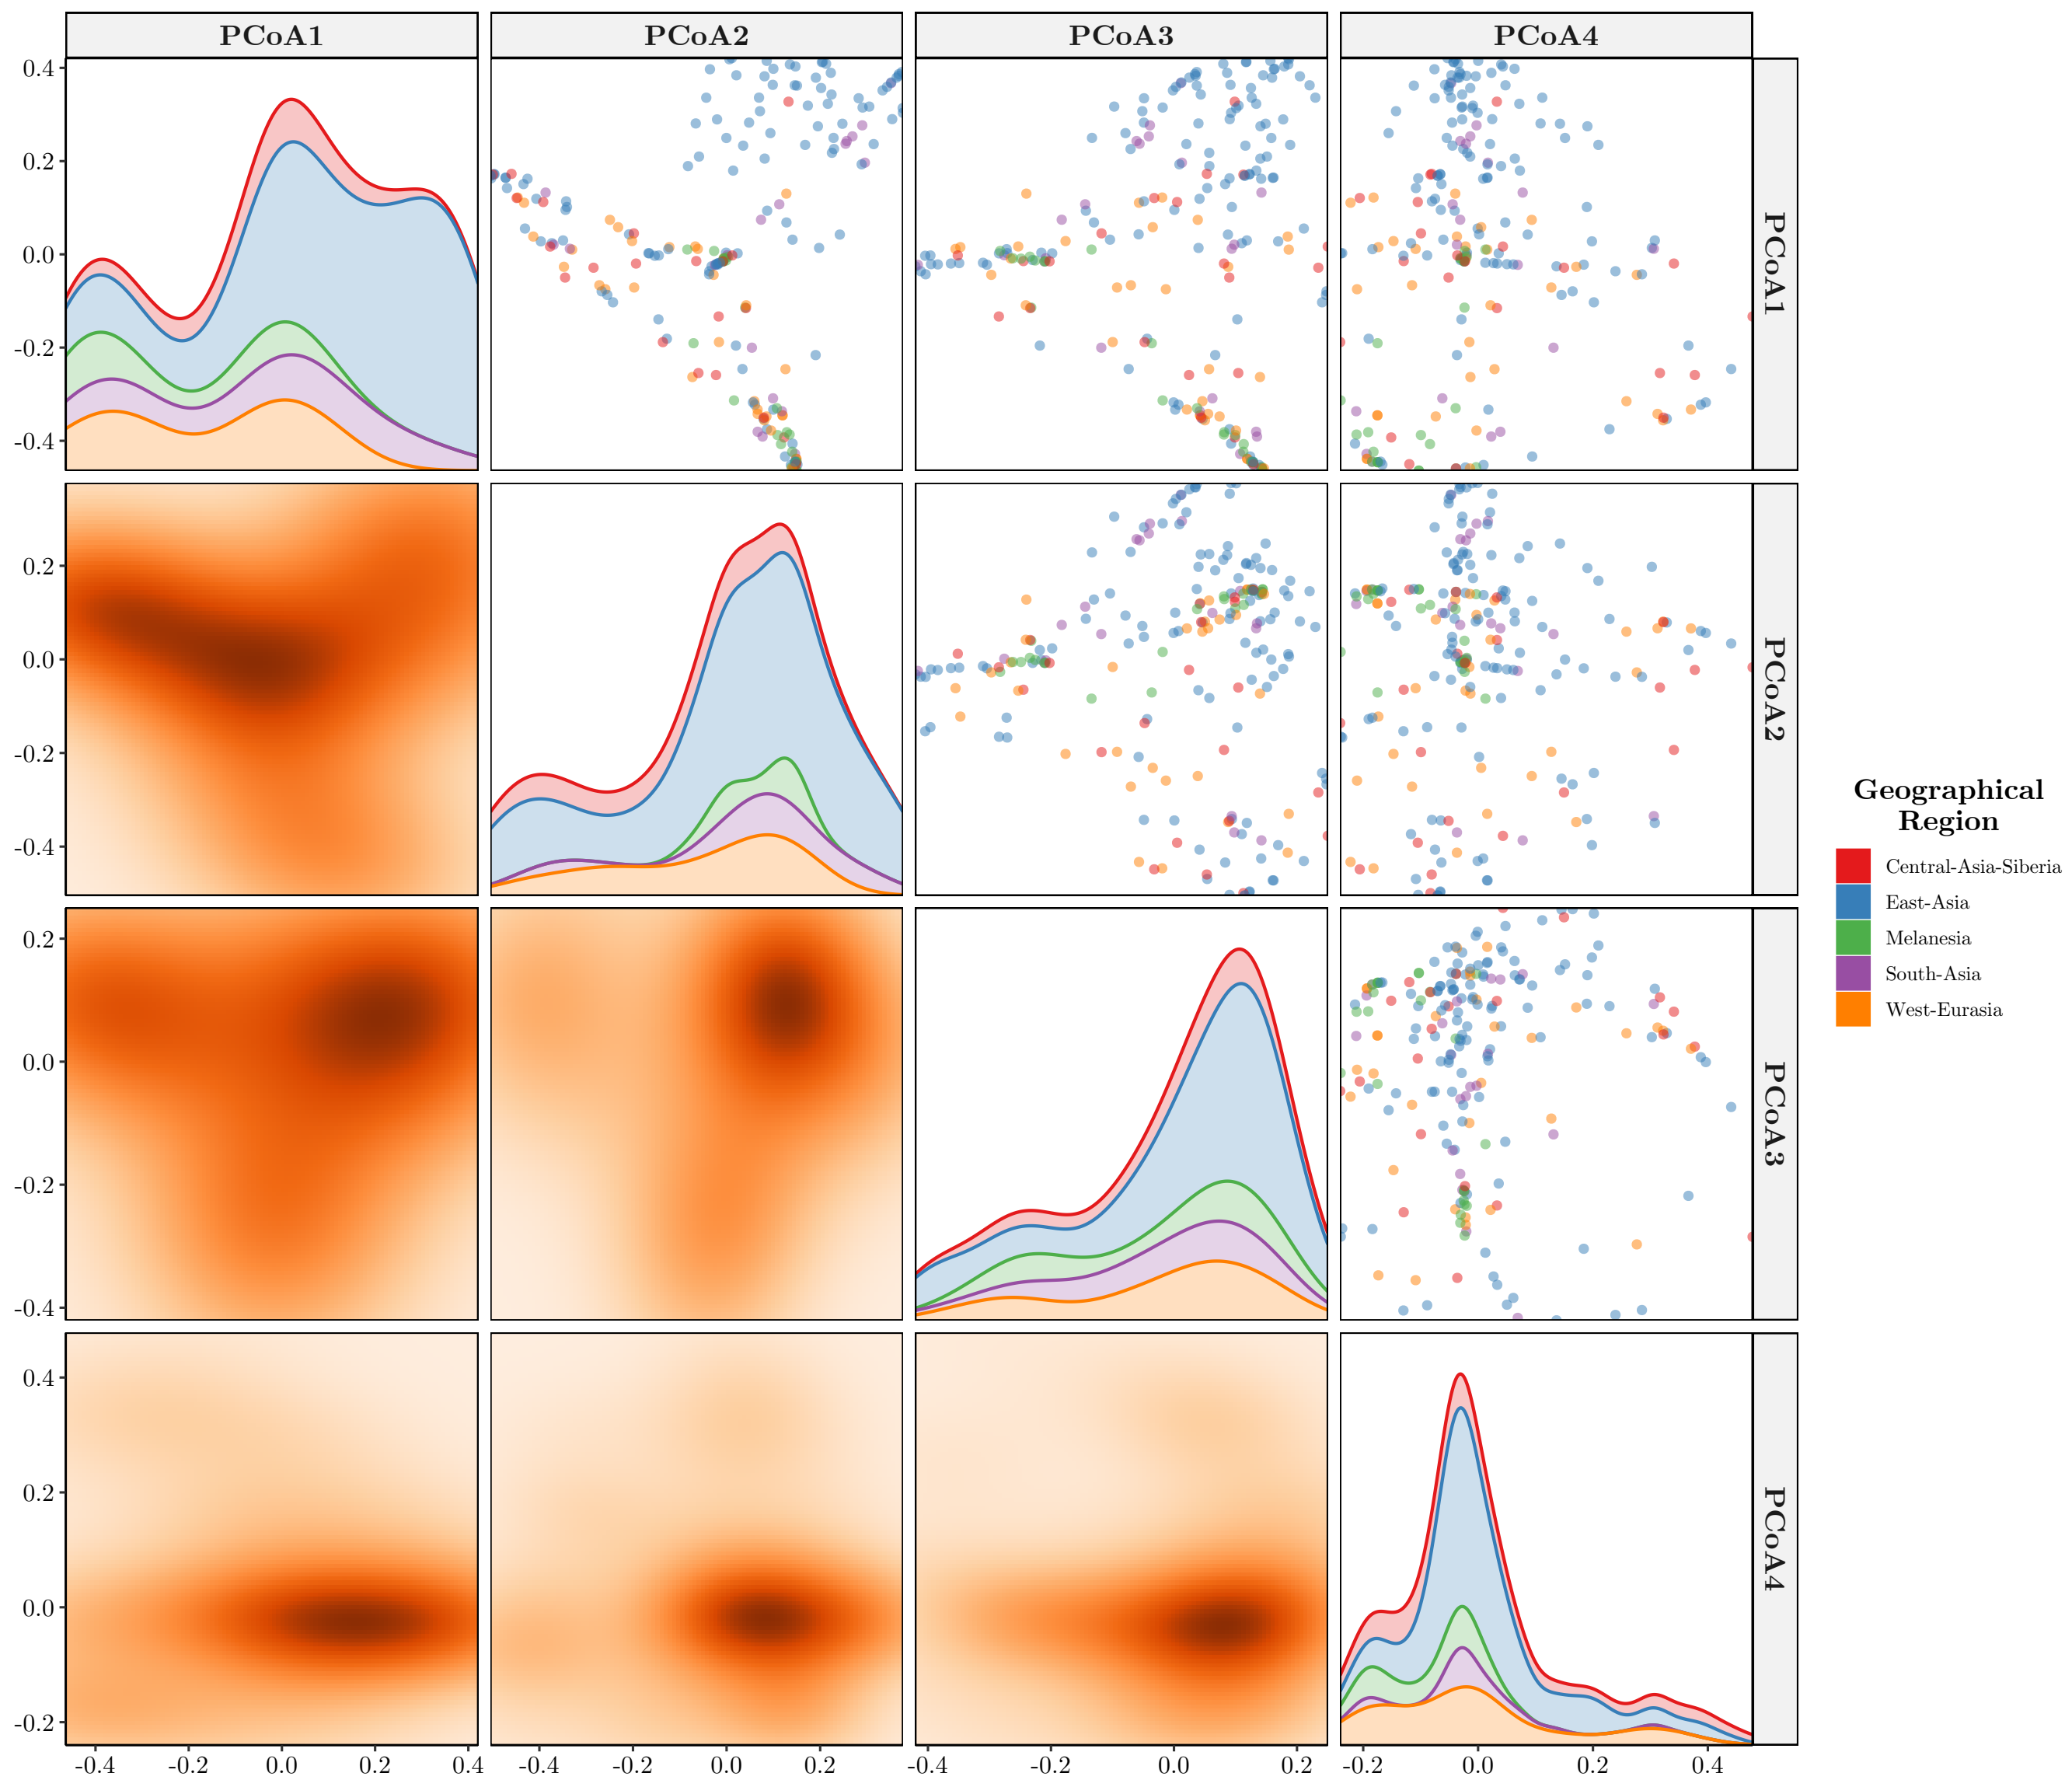 PCoA1 PCoA2 PCoA3 PCoA4
0.4
0.2
0.0
-0.2
-0.4
PCoA1
0.2
0.0
-0.2
-0.4
PCoA2
Geographical
Region
Central-Asia-Siberia
East-Asia
Melanesia
South-Asia
West-Eurasia
0.2
0.0
-0.2
-0.4
PCoA3
0.4
0.2
0.0
-0.2
PCoA4
-0.4 -0.2 0.0 0.2 0.4 -0.4 -0.2 0.0 0.2 -0.4 -0.2 0.0 0.2 -0.2 0.0 0.2 0.4